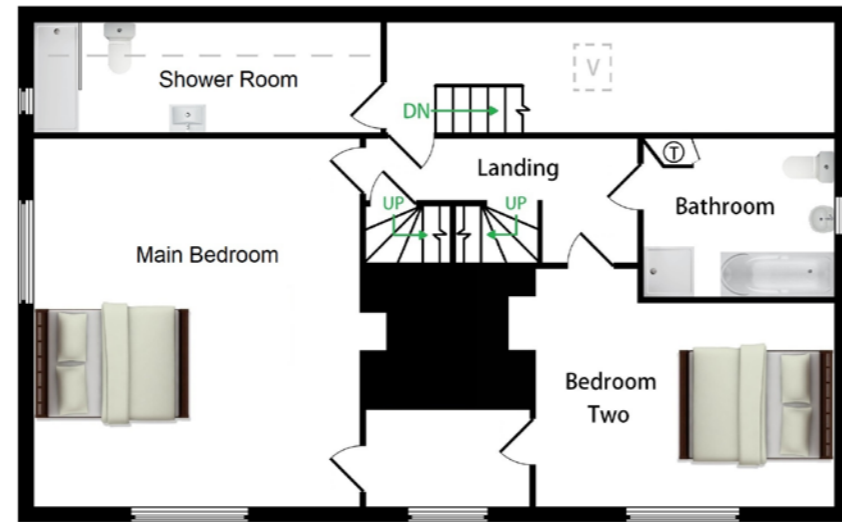 Shower Room
V
DN
Landing
T
UP
UP
Bathroom
Main Bedroom
Bedroom
Two